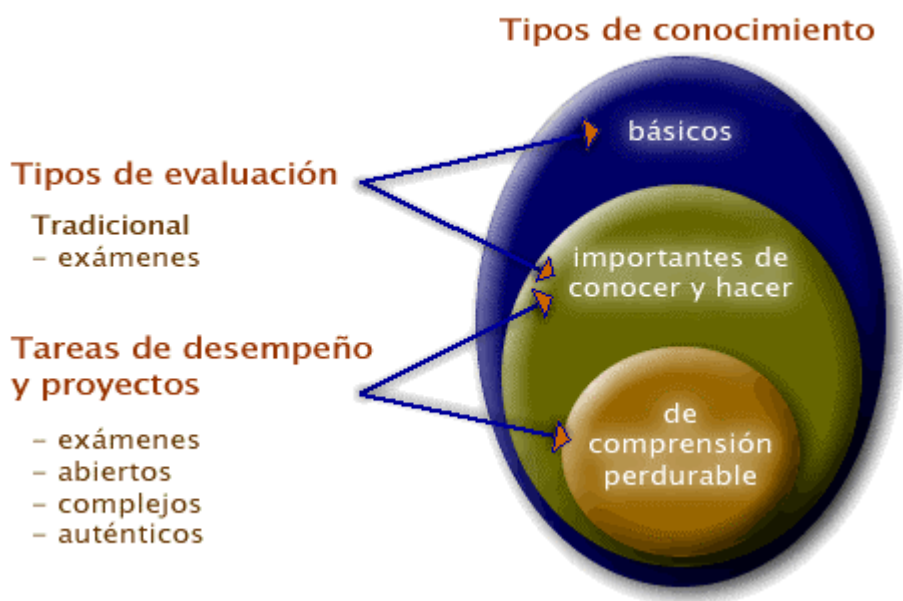 Tipos de conocimiento
básicos
Tipos de evaluación
Tradicional
– exámenes
importantes de
conocer y hacer
Tareas de desempeño
y proyectos
– exámenes
– abiertos
– complejos
– auténticos
de
comprensión
perdurable